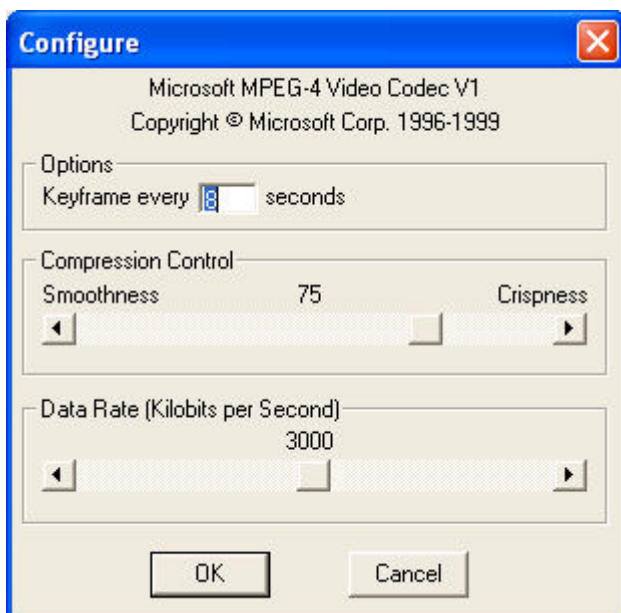 Configure
Microsoft MPEG-4 Video Codec V1
Copyright © Microsoft Corp. 1996-1999
Options
Keyframe every 8 seconds
Compression Control
Smoothness 75 Crispness
Data Rate (Kilobits per Second)
3000
OK Cancel